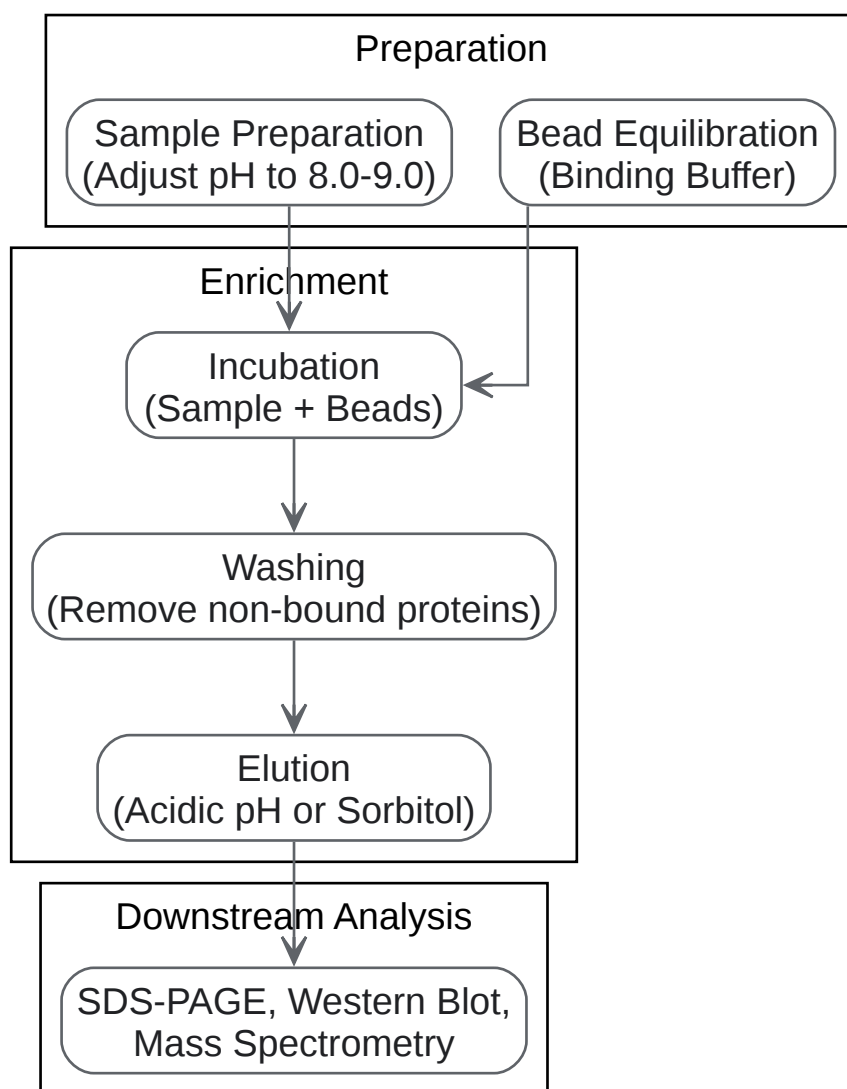 Preparation
Sample Preparation
(Adjust pH to 8.0-9.0)
Bead Equilibration
(Binding Buffer)
Enrichment
Incubation
(Sample + Beads)
Washing
(Remove non-bound proteins)
Elution
(Acidic pH or Sorbitol)
Downstream Analysis
SDS-PAGE, Western Blot,
Mass Spectrometry